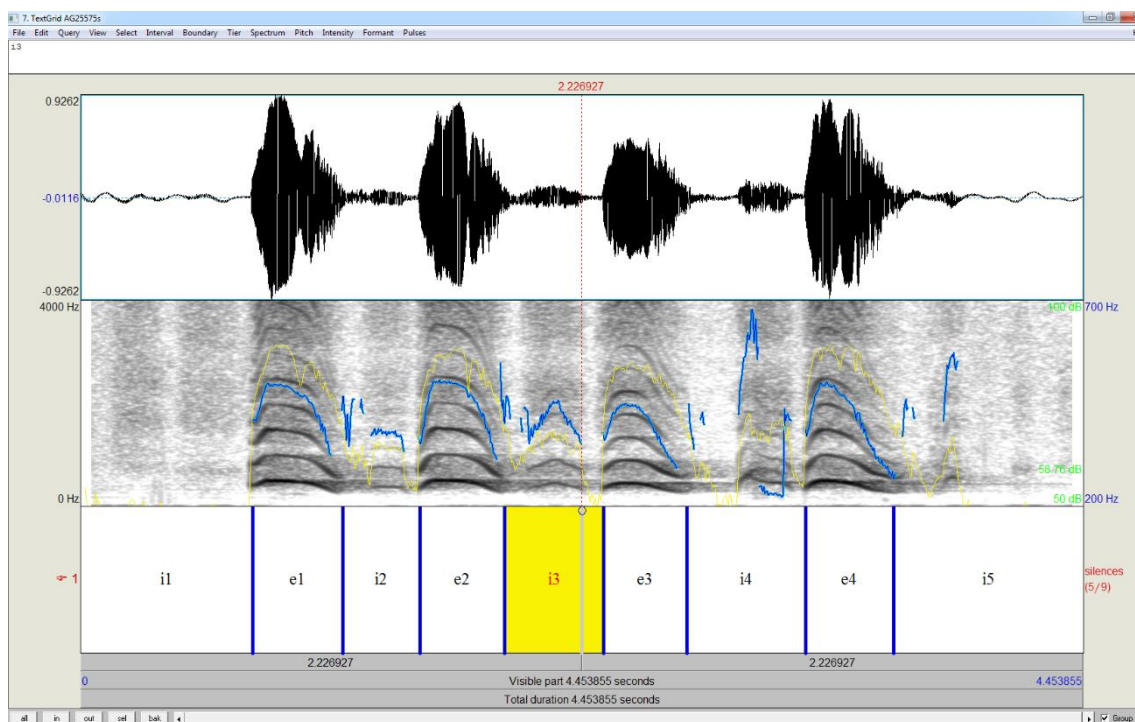 7. TextGrid AG25575s
File Edit Query View Select Interval Boundary Tier Spectrum Pitch Intensity Formant Pulses
i3
2.226927
0.9262
-0.0116
-0.9262
4000 Hz
100 dB 700 Hz
58.76 dB
0 Hz
50 dB 200 Hz
1 i1 e1 i2 e2 i3 e3 i4 e4 i5 silences
(5/9)
2.226927 2.226927
0 Visible part 4.453855 seconds 4.453855
Total duration 4.453855 seconds
all in out sel bak Group